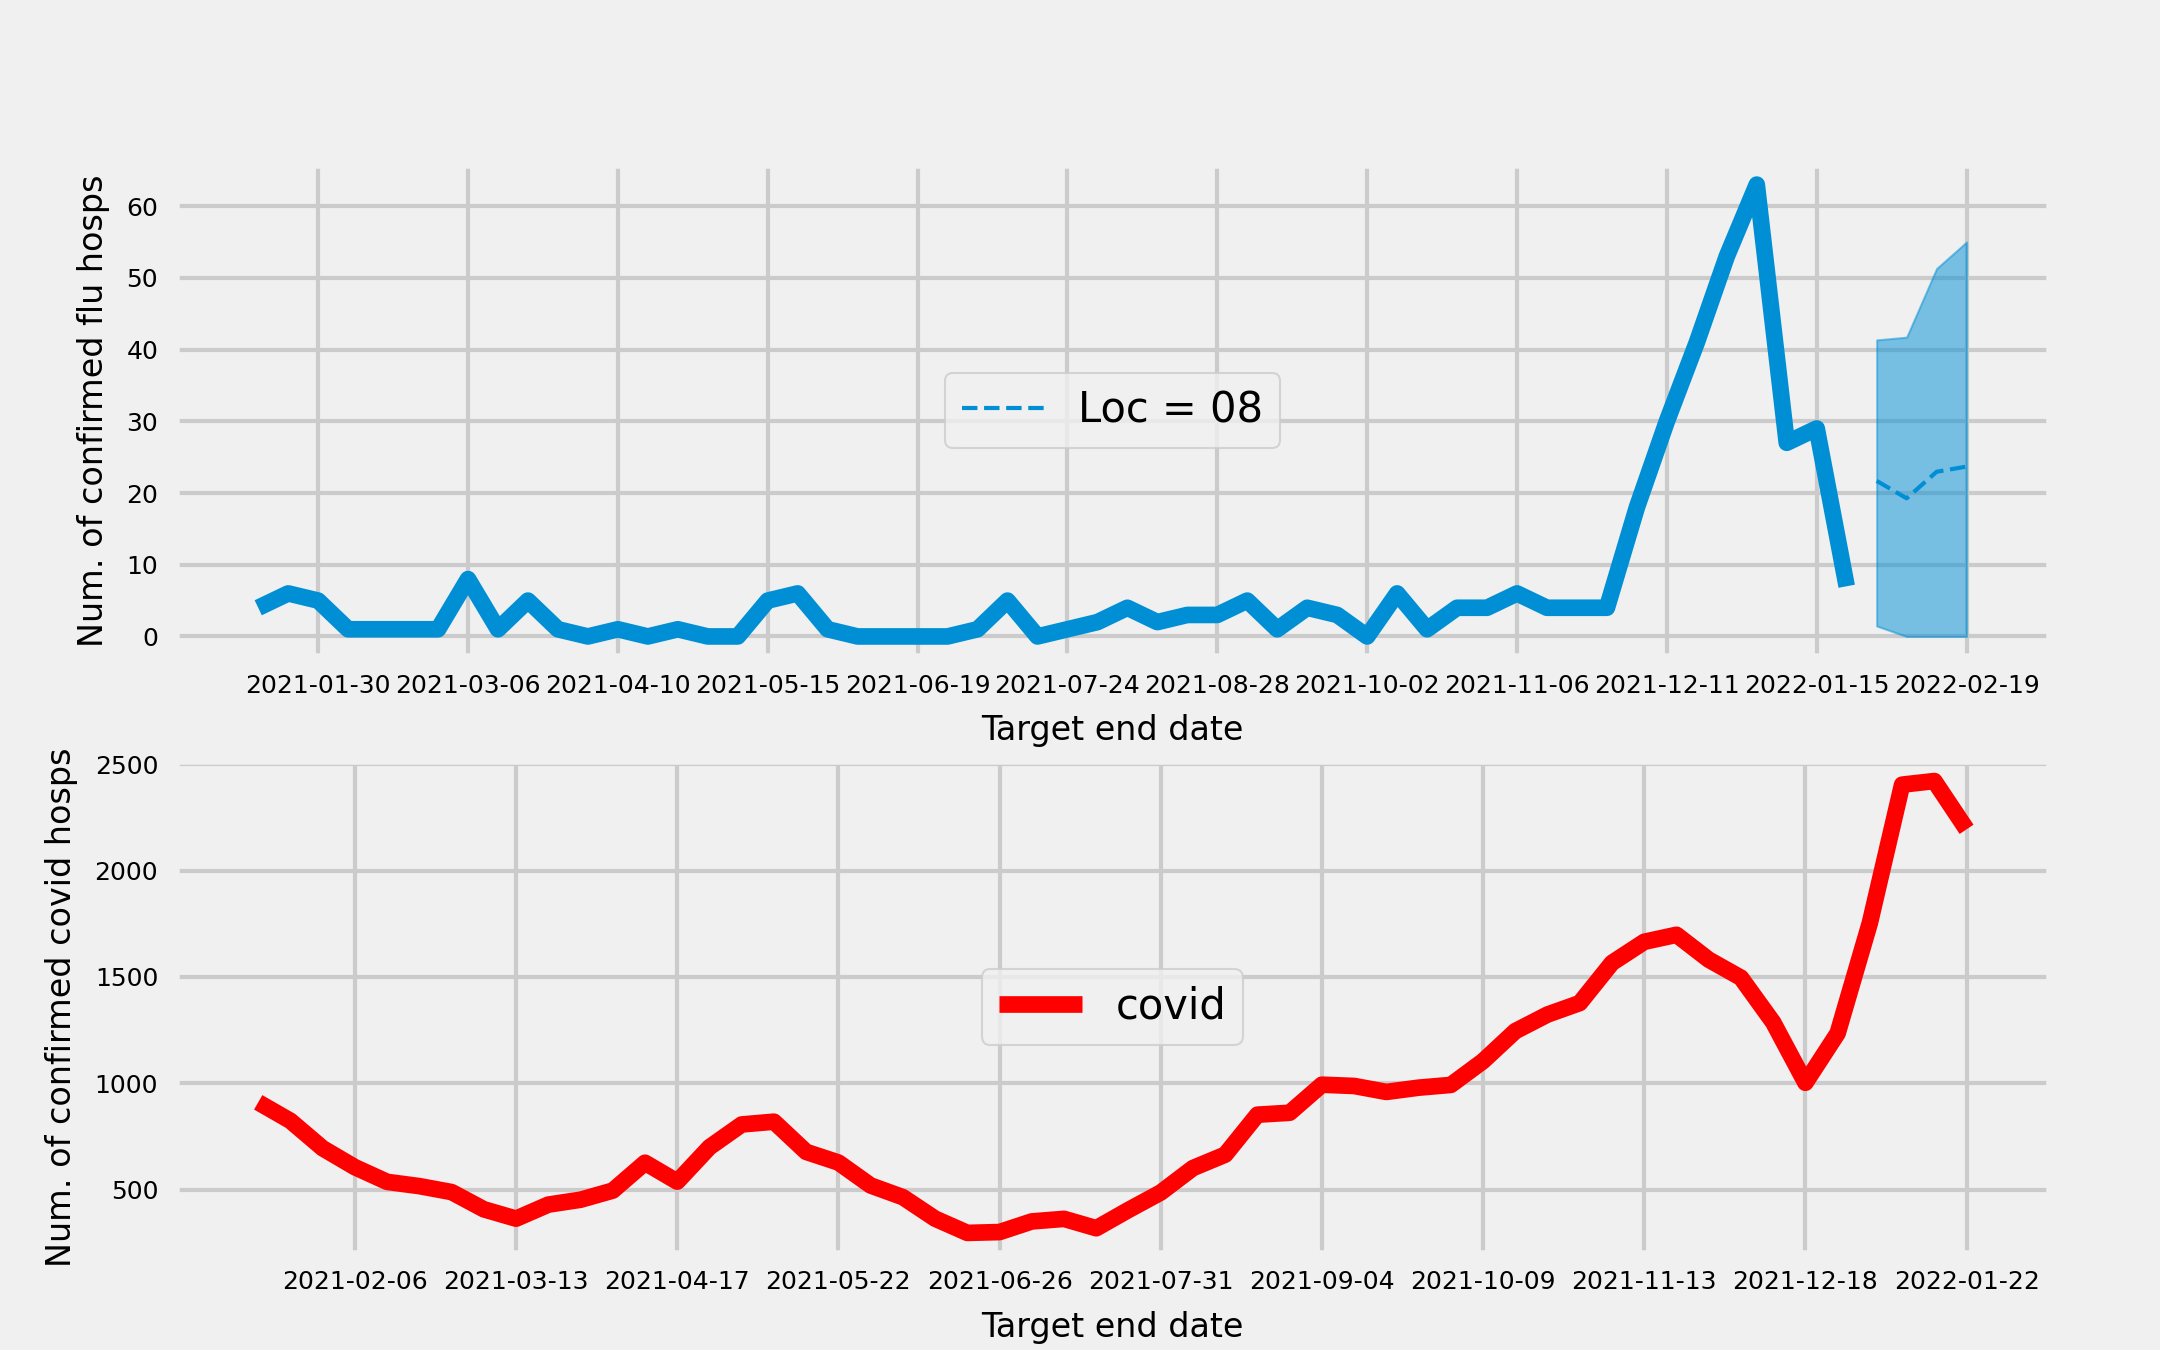 Num. of confirmed flu hosps
60
50
40
30
20
10
0
Loc = 08
2021-01-30 2021-03-06 2021-04-10 2021-05-15 2021-06-19 2021-07-24 2021-08-28 2021-10-02 2021-11-06 2021-12-11 2022-01-15 2022-02-19
Target end date
Num. of confirmed covid hosps
2500
2000
1500
1000
500
covid
2021-02-06 2021-03-13 2021-04-17 2021-05-22 2021-06-26 2021-07-31 2021-09-04 2021-10-09 2021-11-13 2021-12-18 2022-01-22
Target end date